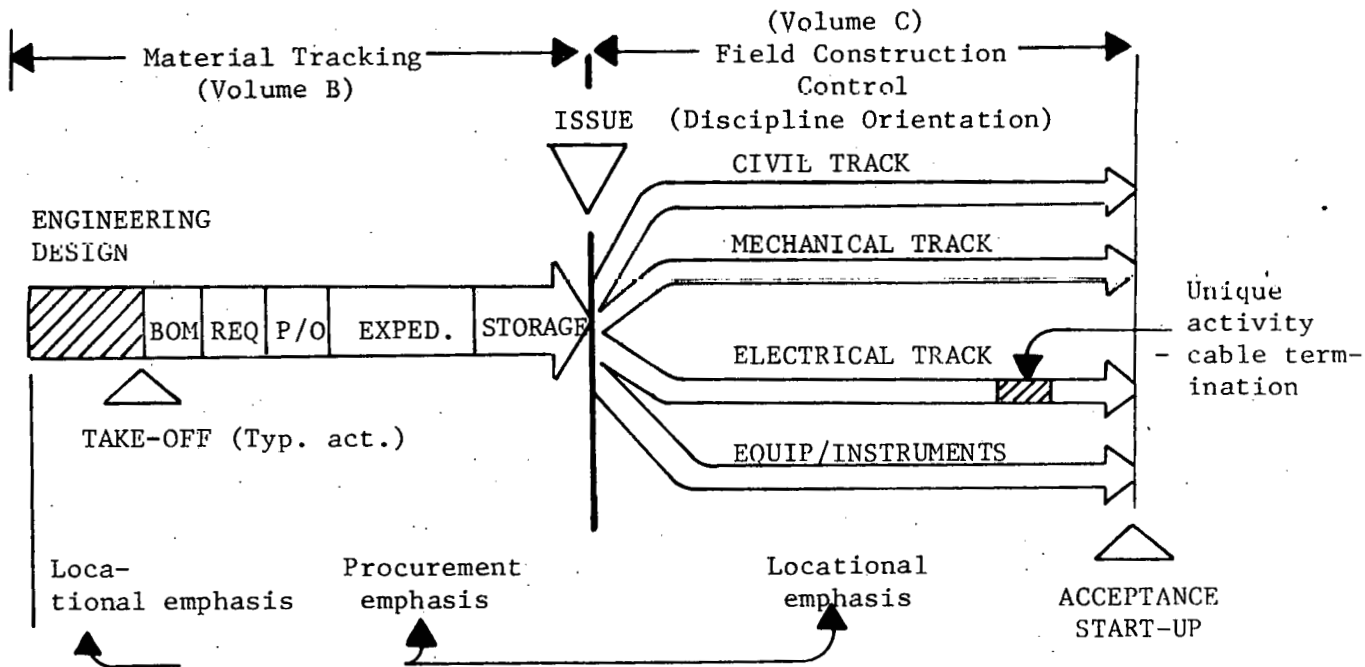 (Volume C)
Material Tracking
Field Construction
(Volume B)
Control
ISSUE
(Discipline Orientation)
CIVIL TRACK
ENGINEERING
DESIGN
MECHANICAL TRACK
BOM REQ P/O EXPED. STORAGE
Unique
activity
- cable term-
ination
ELECTRICAL TRACK
TAKE-OFF (Typ. act.)
EQUIP/INSTRUMENTS
Loca-
tional emphasis
Procurement
emphasis
Locational
emphasis
ACCEPTANCE
START-UP